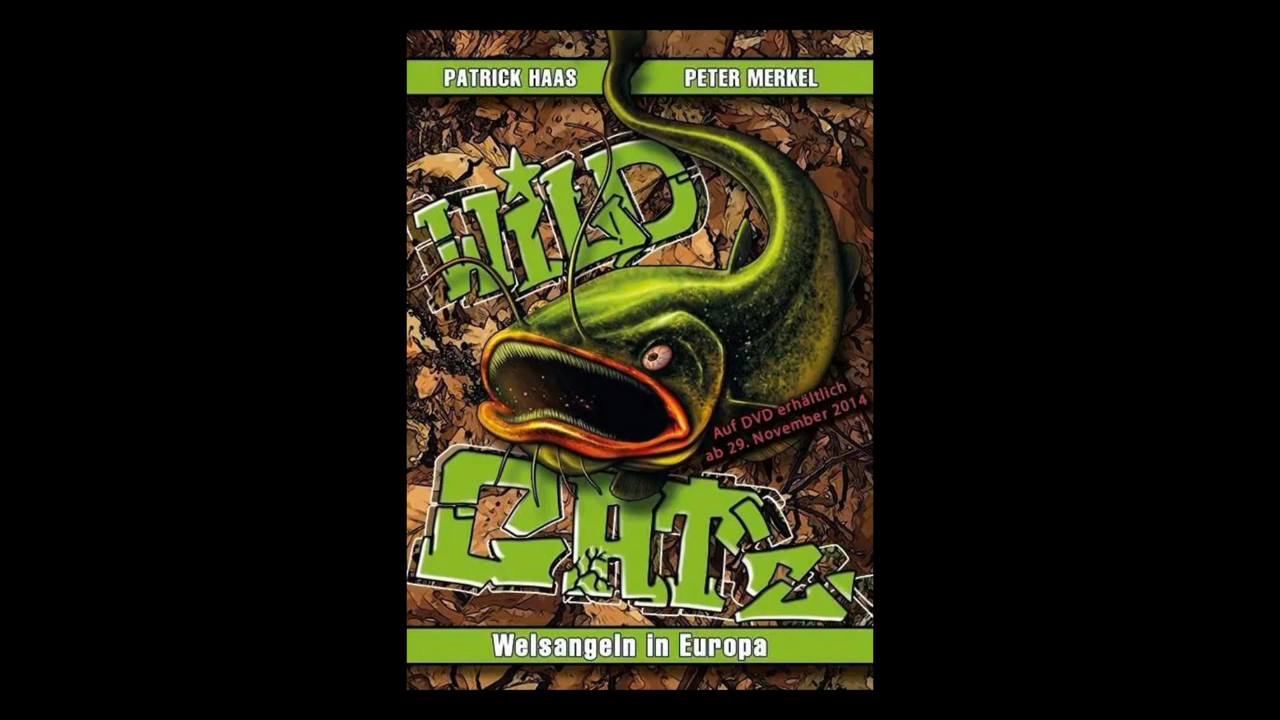 PATRICK HAAS PETER MERKEL
WiLD
Auf DVD erhältlich
ab 29. November 2014
CATZ
Welsangeln in Europa